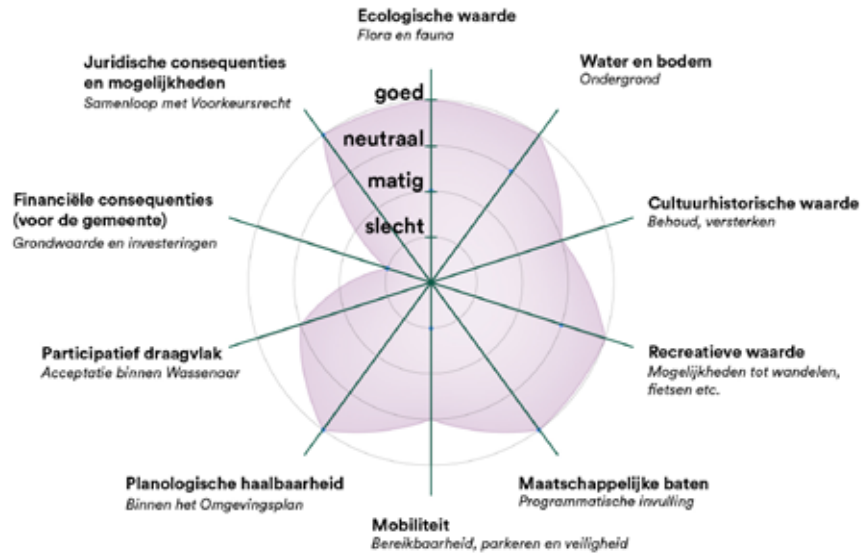 Ecologische waarde
Flora en fauna
Juridische consequenties
en mogelijkheden
Samenloop met Voorkeursrecht
Water en bodem
Ondergrond
goed
neutraal
matig
slecht
Financiële consequenties
(voor de gemeente)
Grondwaarde en investeringen
Cultuurhistorische waarde
Behoud, versterken
Participatief draagvlak
Acceptatie binnen Wassenaar
Recreatieve waarde
Mogelijkheden tot wandelen,
fietsen etc.
Planologische haalbaarheid
Binnen het Omgevingsplan
Maatschappelijke baten
Programmatische invulling
Mobiliteit
Bereikbaarheid, parkeren en veiligheid